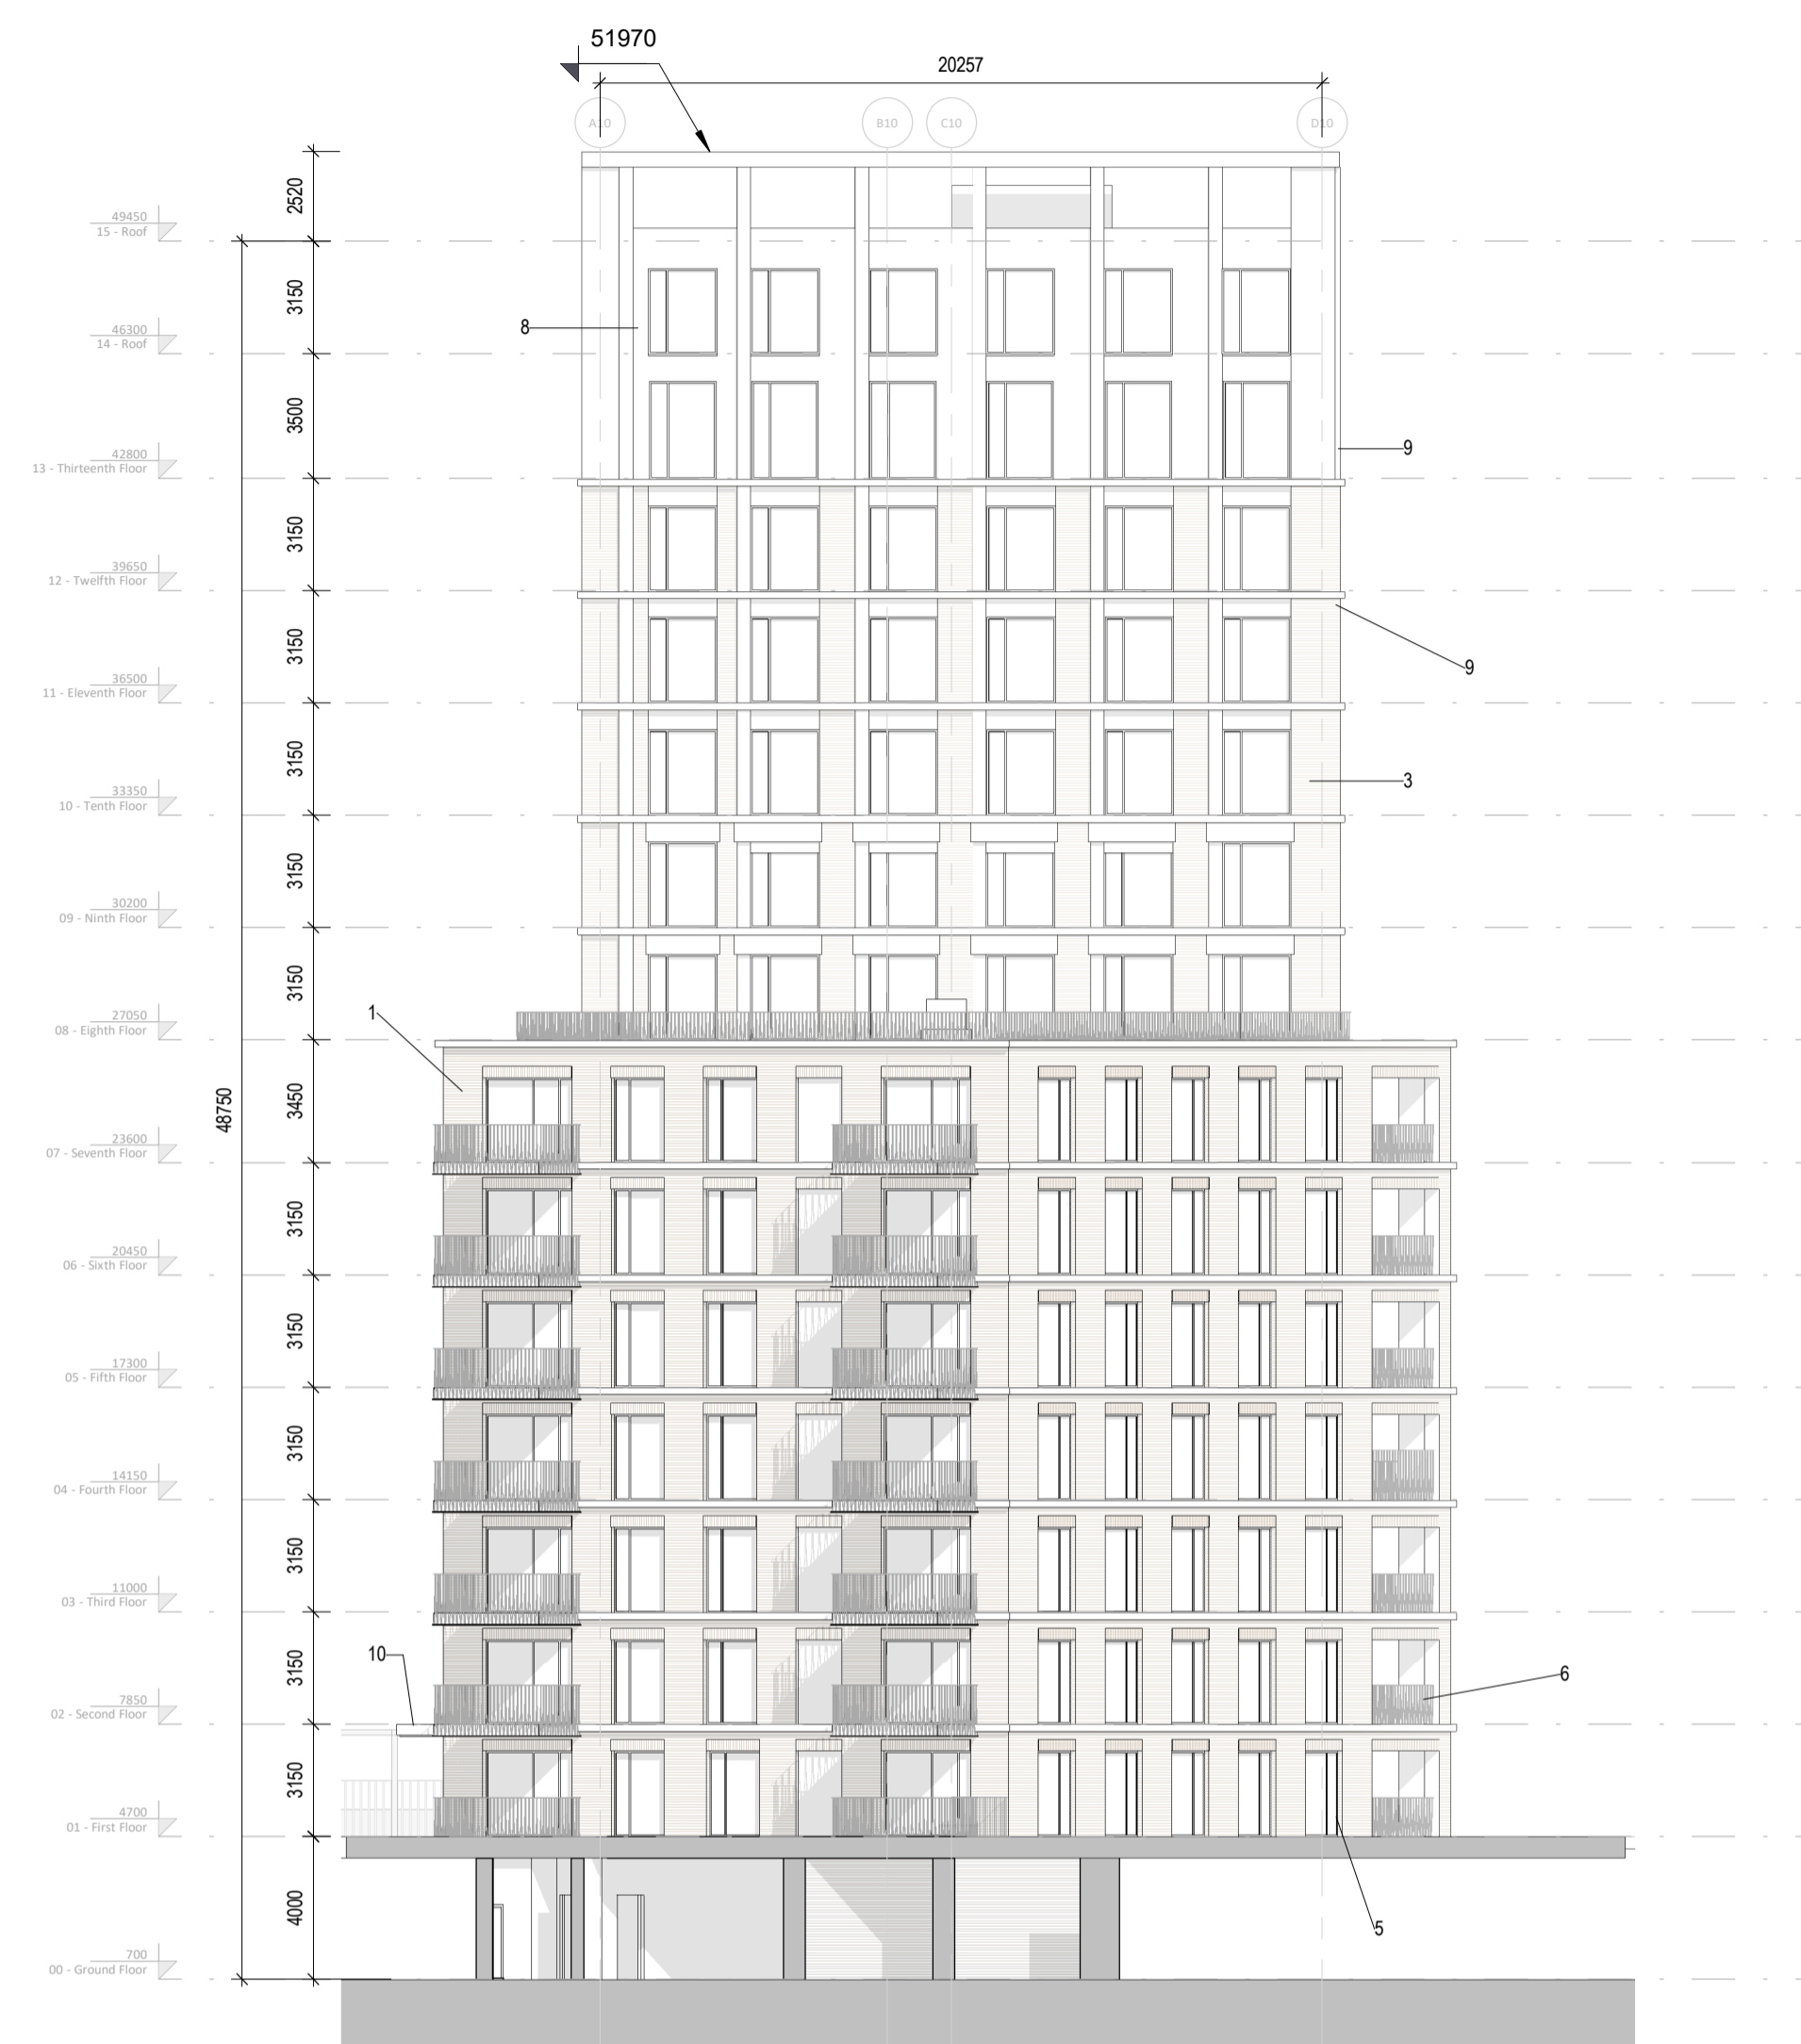 51970
20257
A10
B10
C10
D10
2520
49450
15 - Roof
3150
8
46300
14 - Roof
3500
9
42800
13 - Thirteenth Floor
3150
39650
12 - Twelfth Floor
3150
9
36500
11 - Eleventh Floor
3150
3
33350
10 - Tenth Floor
3150
30200
09 - Ninth Floor
3150
1
27050
08 - Eighth Floor
48750
3450
23600
07 - Seventh Floor
3150
20450
06 - Sixth Floor
3150
17300
05 - Fifth Floor
3150
14150
04 - Fourth Floor
3150
11000
03 - Third Floor
3150
10
6
7850
02 - Second Floor
3150
4700
01 - First Floor
4000
5
700
00 - Ground Floor